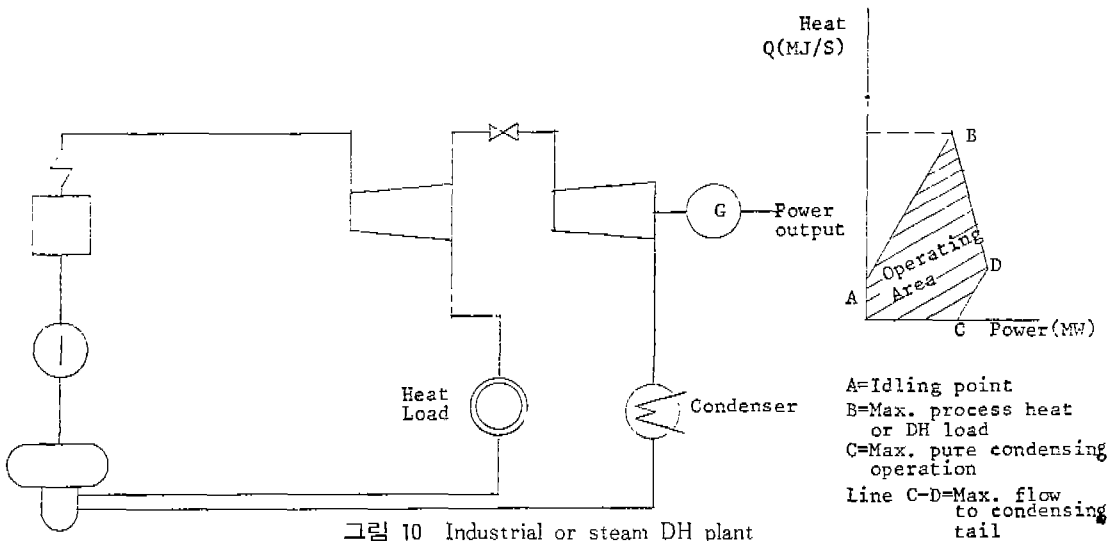 Heat
Q(MJ/S)
B
G
Power
output
Operating
Area
D
A
C Power(MW)
Heat
Load
Condenser
A=Idling point
B=Max. process heat
or DH load
C=Max. pure condensing
operation
Line C-D=Max. flow
to condensing
tail
그림 10 Industrial or steam DH plant